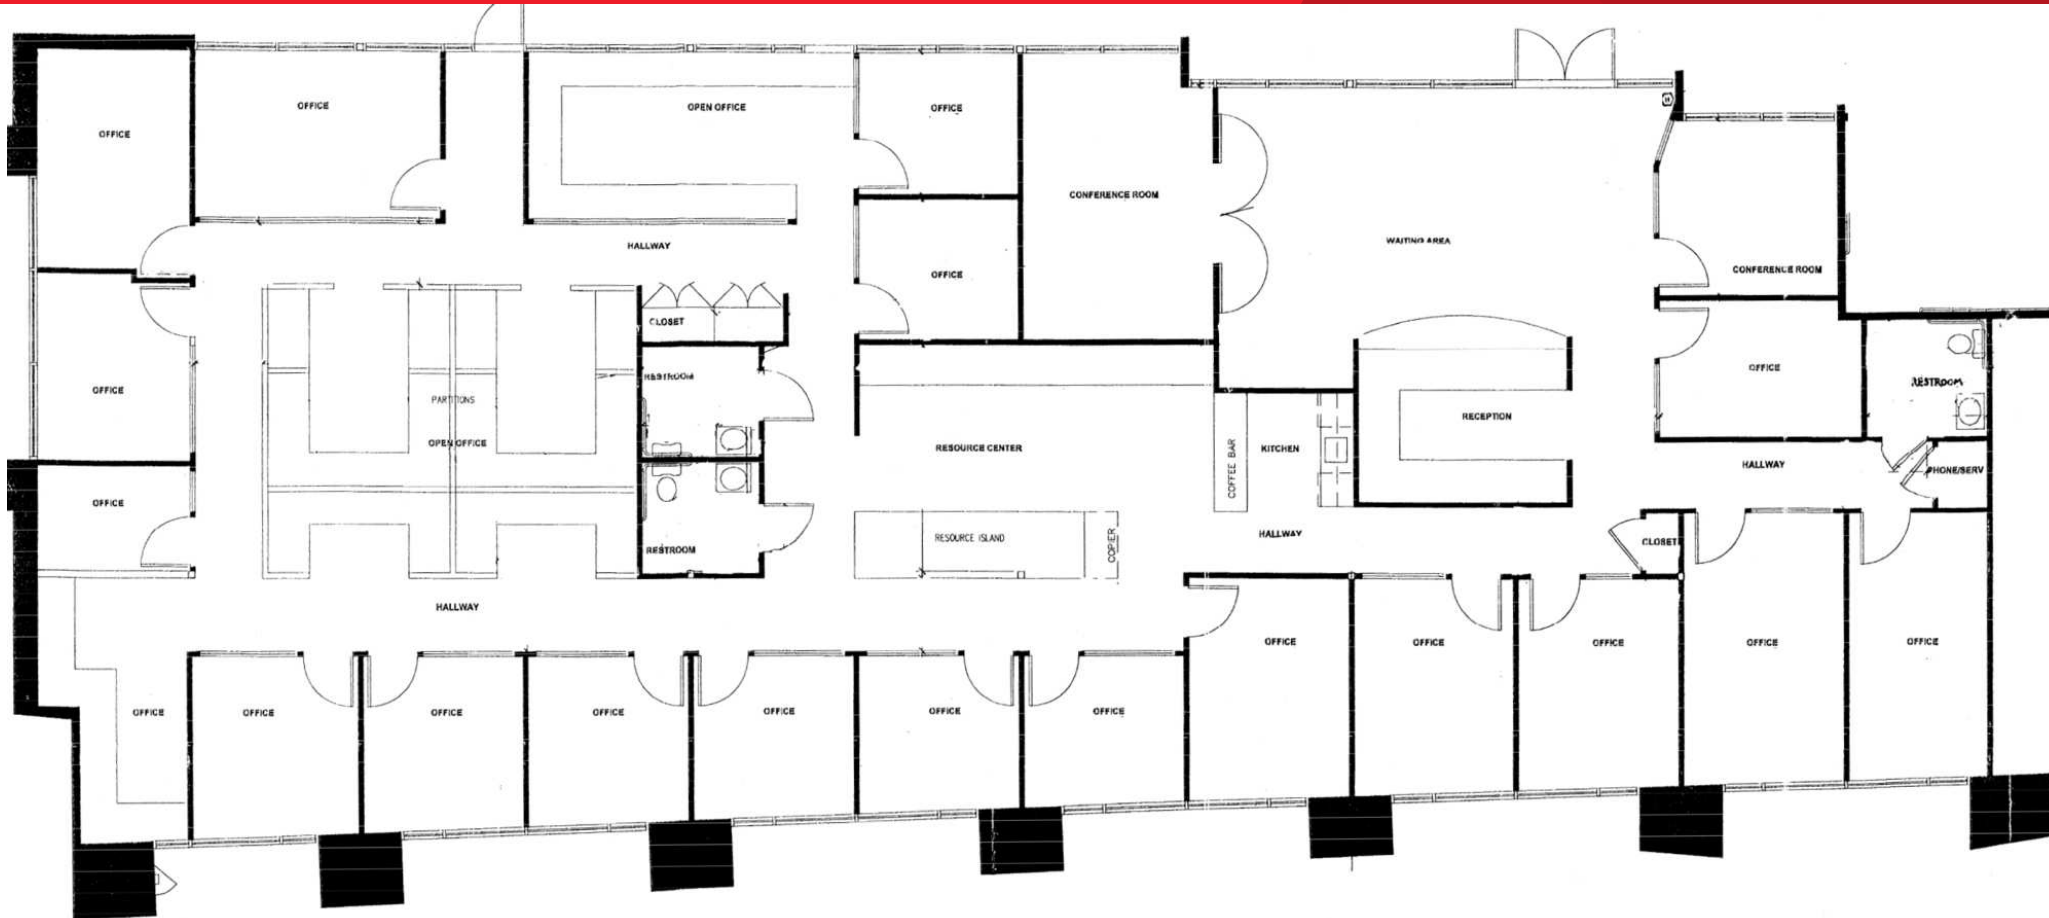 OFFICE
OFFICE
OPEN OFFICE
OFFICE
CONFERENCE ROOM
WAITING AREA
HALLWAY
OFFICE
CONFERENCE ROOM
CLOSET
RESTROOM
OFFICE
PARTITIONS
OPEN OFFICE
OFFICE
RESTROOM
RECEPTION
RESOURCE CENTER
COFFEE BAR
KITCHEN
HALLWAY
PHONE/SERV
OFFICE
RESTROOM
RESOURCE ISLAND
COPIER
HALLWAY
CLOSET
HALLWAY
OFFICE
OFFICE
OFFICE
OFFICE
OFFICE
OFFICE
OFFICE
OFFICE
OFFICE
OFFICE
OFFICE
OFFICE